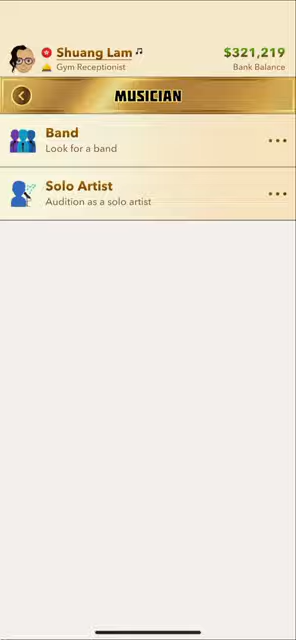 Shuang Lam
$321,219
Gym Receptionist
Bank Balance
MUSICIAN
Band
Look for a band
Solo Artist
Audition as a solo artist